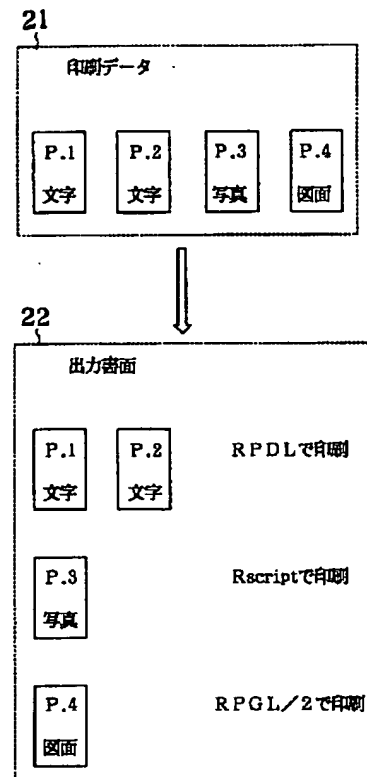 21
印刷データ
P.1 P.2 P.3 P.4
文字 文字 写真 図面
22
出力書面
P.1 P.2 RPDLで印刷
文字 文字
P.3 Rscriptで印刷
写真
P.4 RPGL/2で印刷
図面